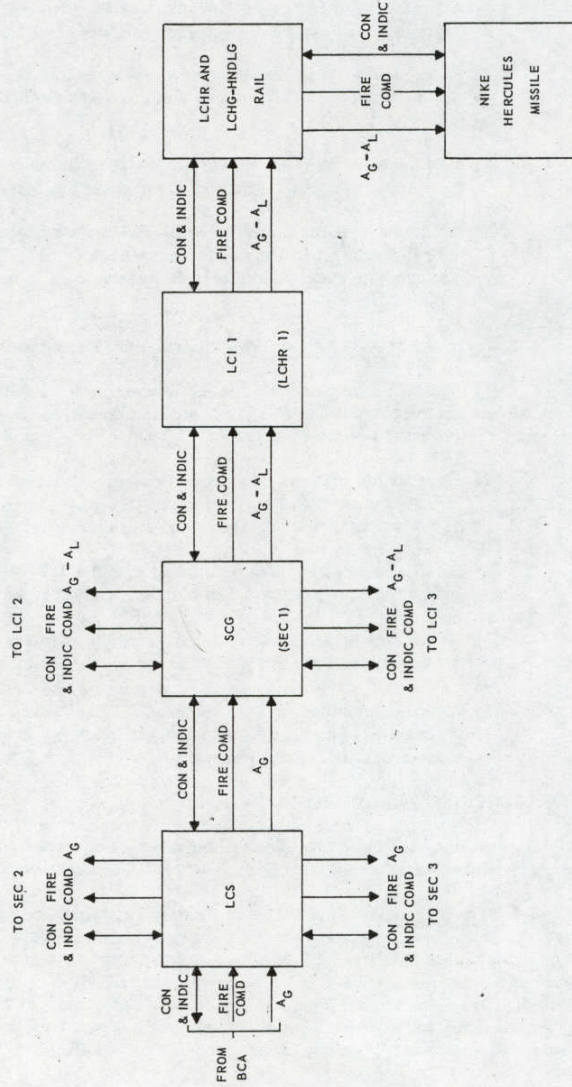 FROM
BCA
CON
& INDIC
FIRE
COMD
A_G
TO SEC 2
CON FIRE
& INDIC COMD A_G
LCS
CON FIRE
& INDIC COMD A_G
TO SEC 3
CON & INDIC
FIRE COMD
A_G
TO LCI 2
CON FIRE
& INDIC COMD A_G – A_L
SCG
(SEC 1)
CON FIRE
& INDIC COMD A_G – A_L
TO LCI 3
CON & INDIC
FIRE COMD
A_G – A_L
LCI 1
(LCHR 1)
CON & INDIC
FIRE COMD
A_G – A_L
LCHR AND
LCHG-HNDLG
RAIL
CON
& INDIC
FIRE
COMD
A_G – A_L
NIKE
HERCULES
MISSILE